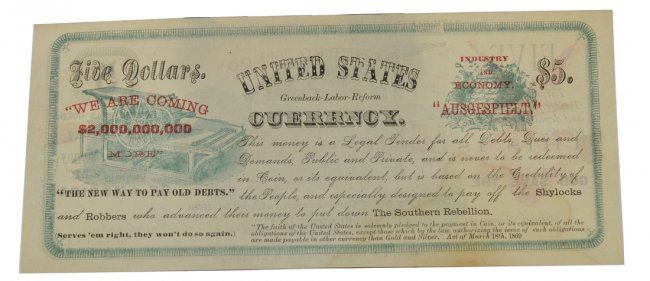 Five Dollars.
"WE ARE COMING
$2,000,000,000
MORE"
"THE NEW WAY TO PAY OLD DEBTS."
UNITED STATES
Greenback-Labor-Reform
CUERRNCY.
INDUSTRY
AND
ECONOMY.
"AUSGESPIELT"
$5.
This money is a Legal Tender for all Debts, Dues and
Demands, Public and Private, and is never to be redeemed
in Coin, or its equivalent, but is based on the Credulity of
the People, and especially designed to pay off the Shylocks
and Robbers who advanced their money to put down The Southern Rebellion.
(Serves 'em right, they won't do so again.)
"The faith of the United States is solemnly pledged to the payment in Coin, or its equivalent, of all the
obligations of the United States, except those which by the law authorizing the issue of such obligations
are made payable in other currency than Gold and Silver. Act of March 18th, 1869